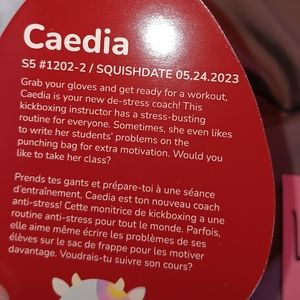 Caedia
S5 #1202-2 / SQUISHDATE 05.24.2023
Grab your gloves and get ready for a workout,
Caedia is your new de-stress coach! This
kickboxing instructor has a stress-busting
routine for everyone. Sometimes, she even likes
to write her students' problems on the
punching bag for extra motivation. Would you
like to take her class?
Prends tes gants et prépare-toi à une séance
d'entraînement, Caedia est ton nouveau coach
anti-stress! Cette monitrice de kickboxing a une
routine anti-stress pour tout le monde. Parfois,
elle aime même écrire les problèmes de ses
élèves sur le sac de frappe pour les motiver
davantage. Voudrais-tu suivre son cours?